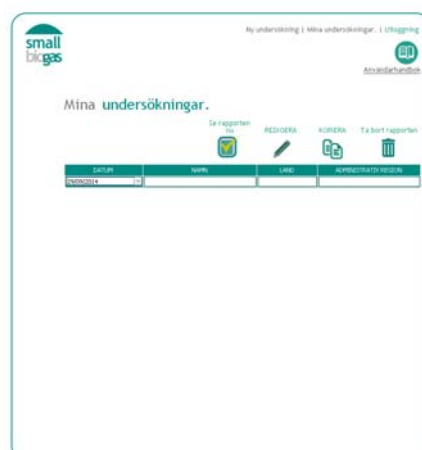 small
biogas
Ny undersökning | Mina undersökningar. | Utloggning
Användarhandbok
Mina undersökningar.
Se rapporten
REDIGERA
KOPIERA
Ta bort rapporten
DATUM
NAMN
LAND
ADMINISTRATIV REGION